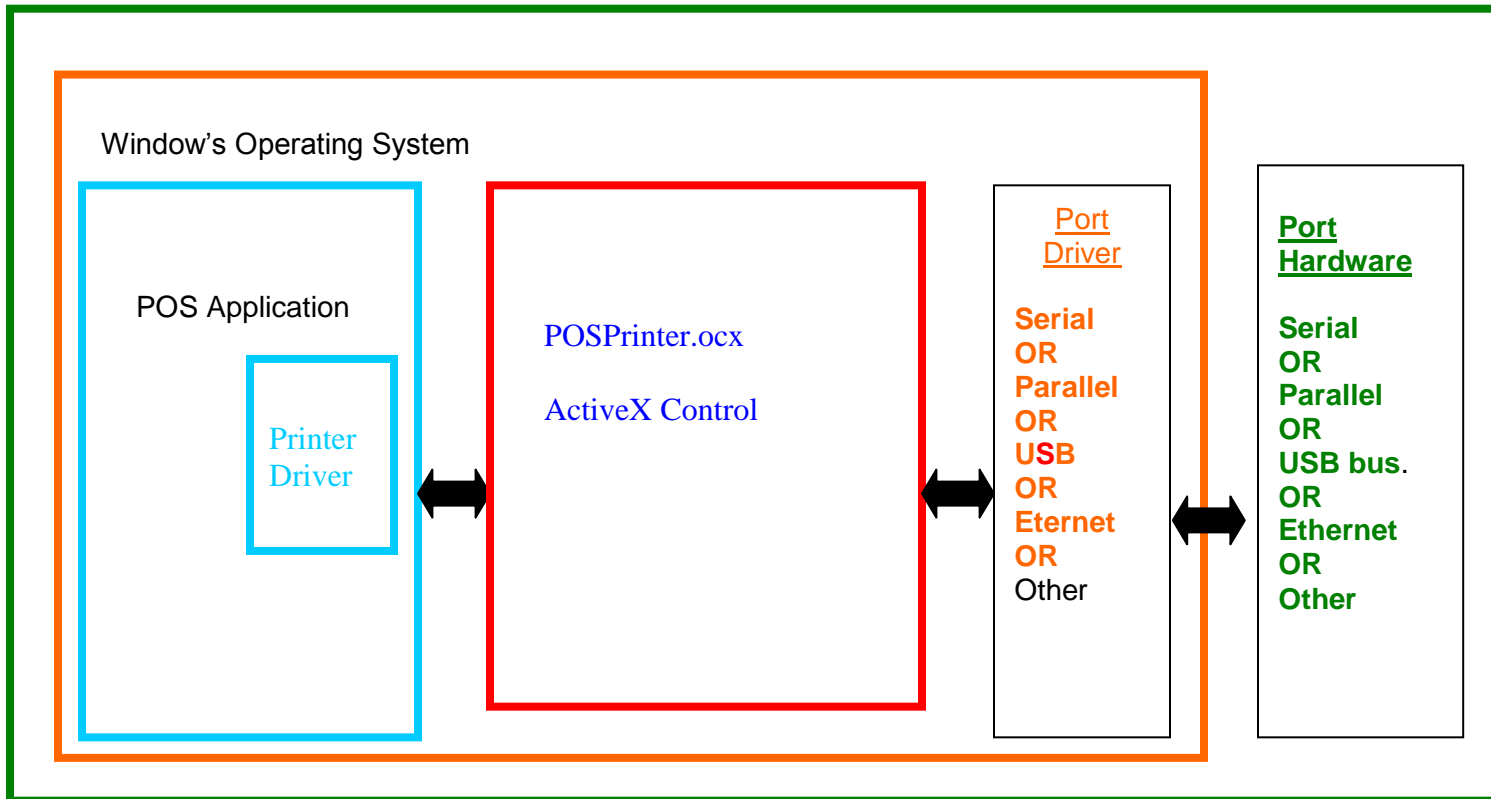 Window's Operating System
POS Application
Printer
Driver
POSPrinter.ocx
ActiveX Control
Port
Driver
Serial
OR
Parallel
OR
USB
OR
Eternet
OR
Other
Port
Hardware
Serial
OR
Parallel
OR
USB bus.
OR
Ethernet
OR
Other